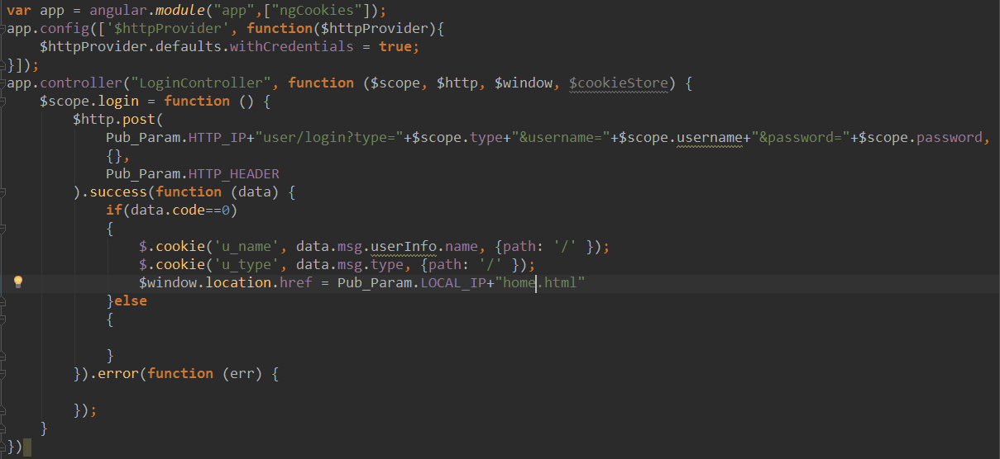 var app = angular.module("app",["ngCookies"]);
app.config(['$httpProvider', function($httpProvider){
    $httpProvider.defaults.withCredentials = true;
}]);
app.controller("LoginController", function ($scope, $http, $window, $cookieStore) {
    $scope.login = function () {
        $http.post(
            Pub_Param.HTTP_IP+"user/login?type="+$scope.type+"&username="+$scope.username+"&password="+$scope.password,
            {},
            Pub_Param.HTTP_HEADER
        ).success(function (data) {
            if(data.code==0)
            {
                $.cookie('u_name', data.msg.userInfo.name, {path: '/' });
                $.cookie('u_type', data.msg.type, {path: '/' });
                $window.location.href = Pub_Param.LOCAL_IP+"home.html"
            }else
            {

            }
        }).error(function (err) {

        });
    }
})